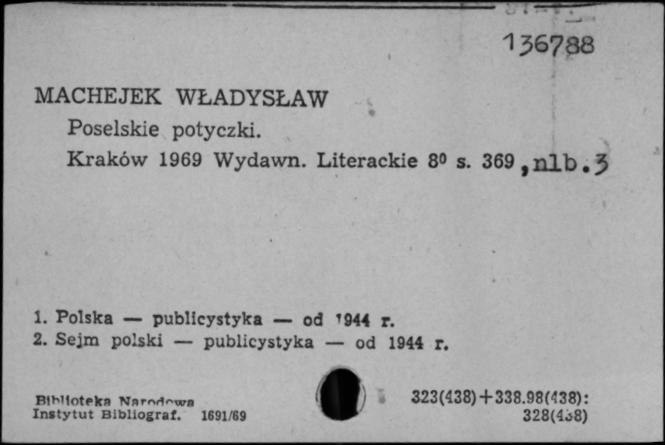 136788
MACHEJEK WŁADYSŁAW
Poselskie potyczki.
Kraków 1969 Wydawn. Literackie 8⁰ s. 369, nlb. 3
1. Polska — publicystyka — od 1944 r.
2. Sejm polski — publicystyka — od 1944 r.
Biblioteka Narodowa
Instytut Bibliograf. 1691/69
323(438)+338.98(438):
328(438)